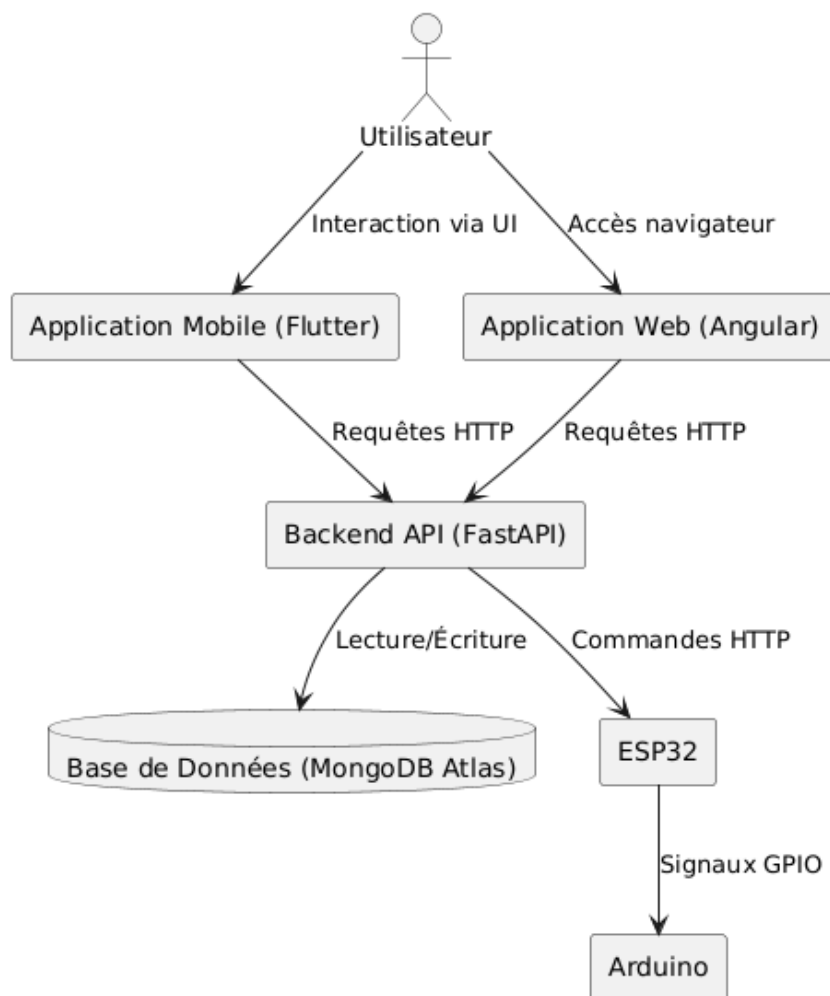 Utilisateur
Interaction via UI
Accès navigateur
Application Mobile (Flutter)
Application Web (Angular)
Requêtes HTTP
Requêtes HTTP
Backend API (FastAPI)
Lecture/Écriture
Commandes HTTP
Base de Données (MongoDB Atlas)
ESP32
Signaux GPIO
Arduino